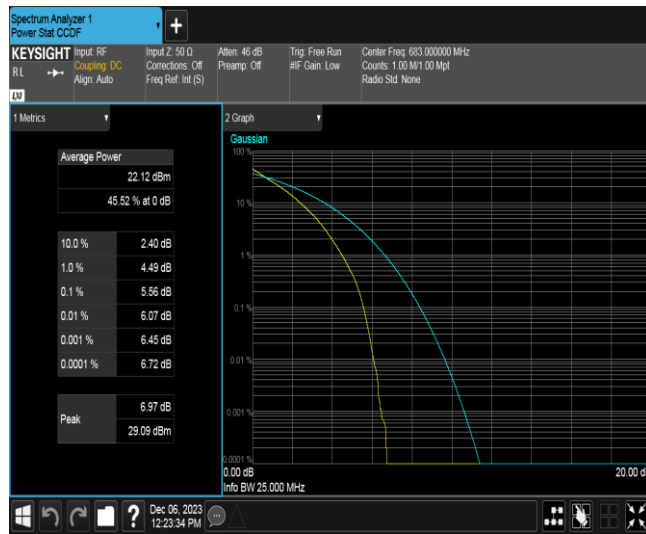 Spectrum Analyzer 1
Power Stat CCDF
KEYSIGHT
RL
LXI
Input: RF
Coupling: DC
Align: Auto
Input Z: 50 Ω
Corrections: Off
Freq Ref: Int (S)
Atten: 46 dB
Preamp: Off
Trig: Free Run
#IF Gain: Low
Center Freq: 683.000000 MHz
Counts: 1.00 M/1.00 Mpt
Radio Std: None
1 Metrics
Average Power
22.12 dBm
45.52 % at 0 dB
10.0 % 2.40 dB
1.0 % 4.49 dB
0.1 % 5.56 dB
0.01 % 6.07 dB
0.001 % 6.45 dB
0.0001 % 6.72 dB
Peak
6.97 dB
29.09 dBm
2 Graph
Gaussian
100 %
10 %
1 %
0.1 %
0.01 %
0.001 %
0.0001 %
0.00 dB
20.00 d
Info BW 25.000 MHz
?
Dec 06, 2023
12:23:34 PM